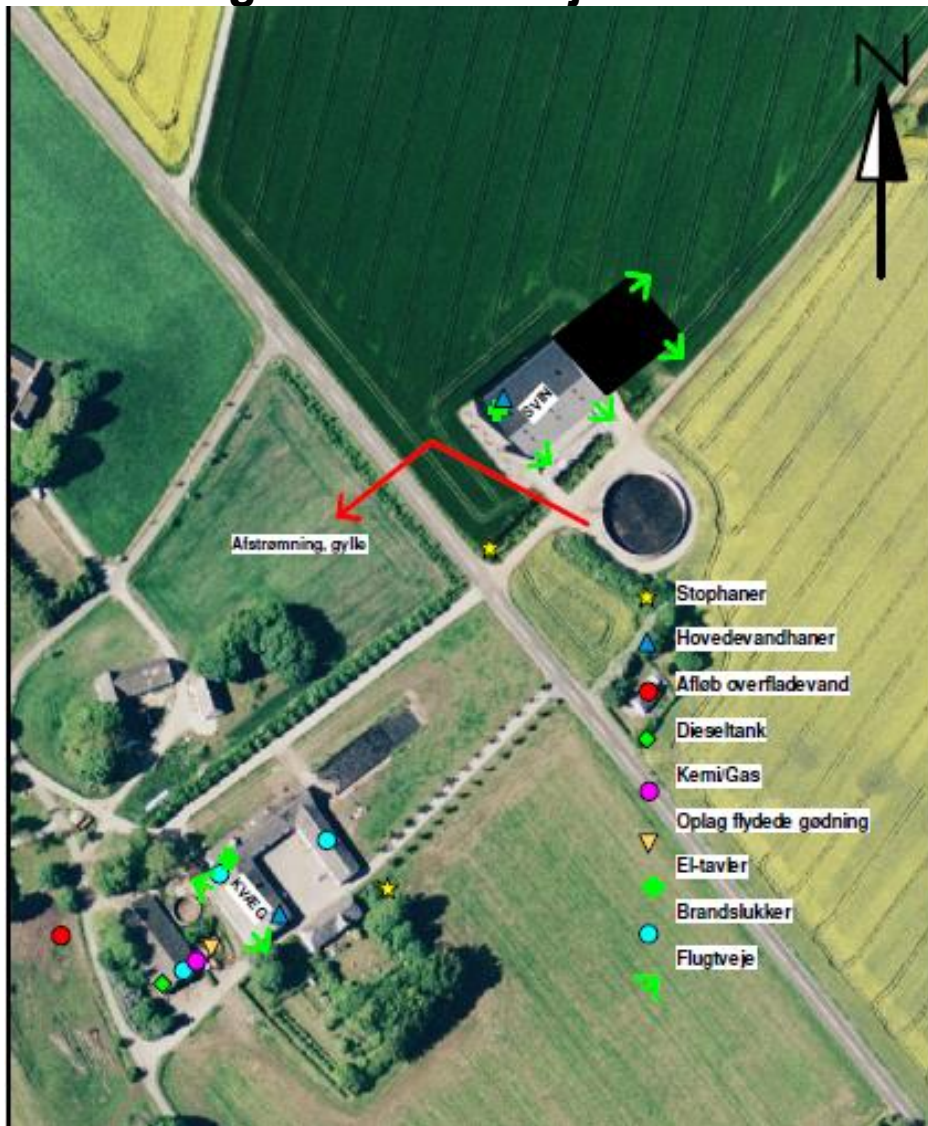 N
SVIN
Afstrømning, gylle
Stophaner
Hovedevandhaner
Afløb overfladevand
Dieseltank
Kemi/Gas
Oplag flydede gødning
El-tavler
KVÆG
Brandslukker
Flugtveje